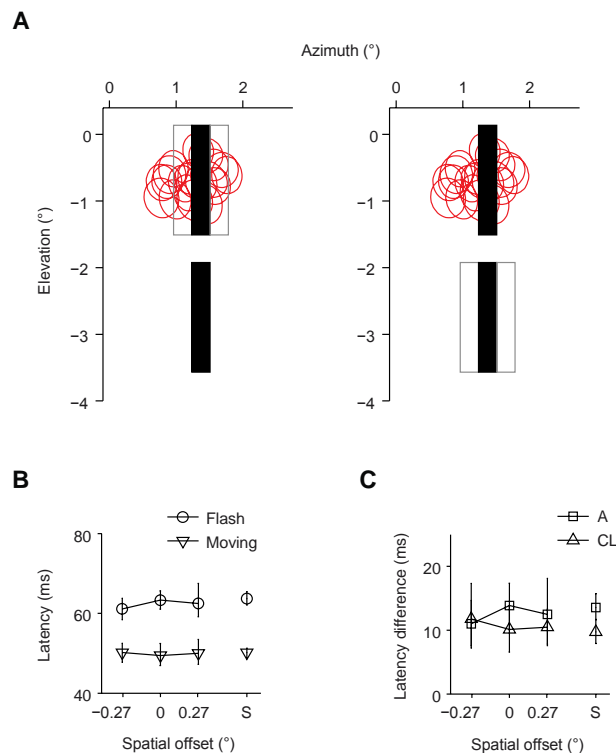 A
Azimuth (°)
0 1 2 0 1 2
Elevation (°)
0
−1
−2
−3
−4
0
−1
−2
−3
−4
B
Flash
Moving
Latency (ms)
80
60
40
−0.27 0 0.27 S
Spatial offset (°)
C
A
CL
Latency difference (ms)
20
10
0
−0.27 0 0.27 S
Spatial offset (°)